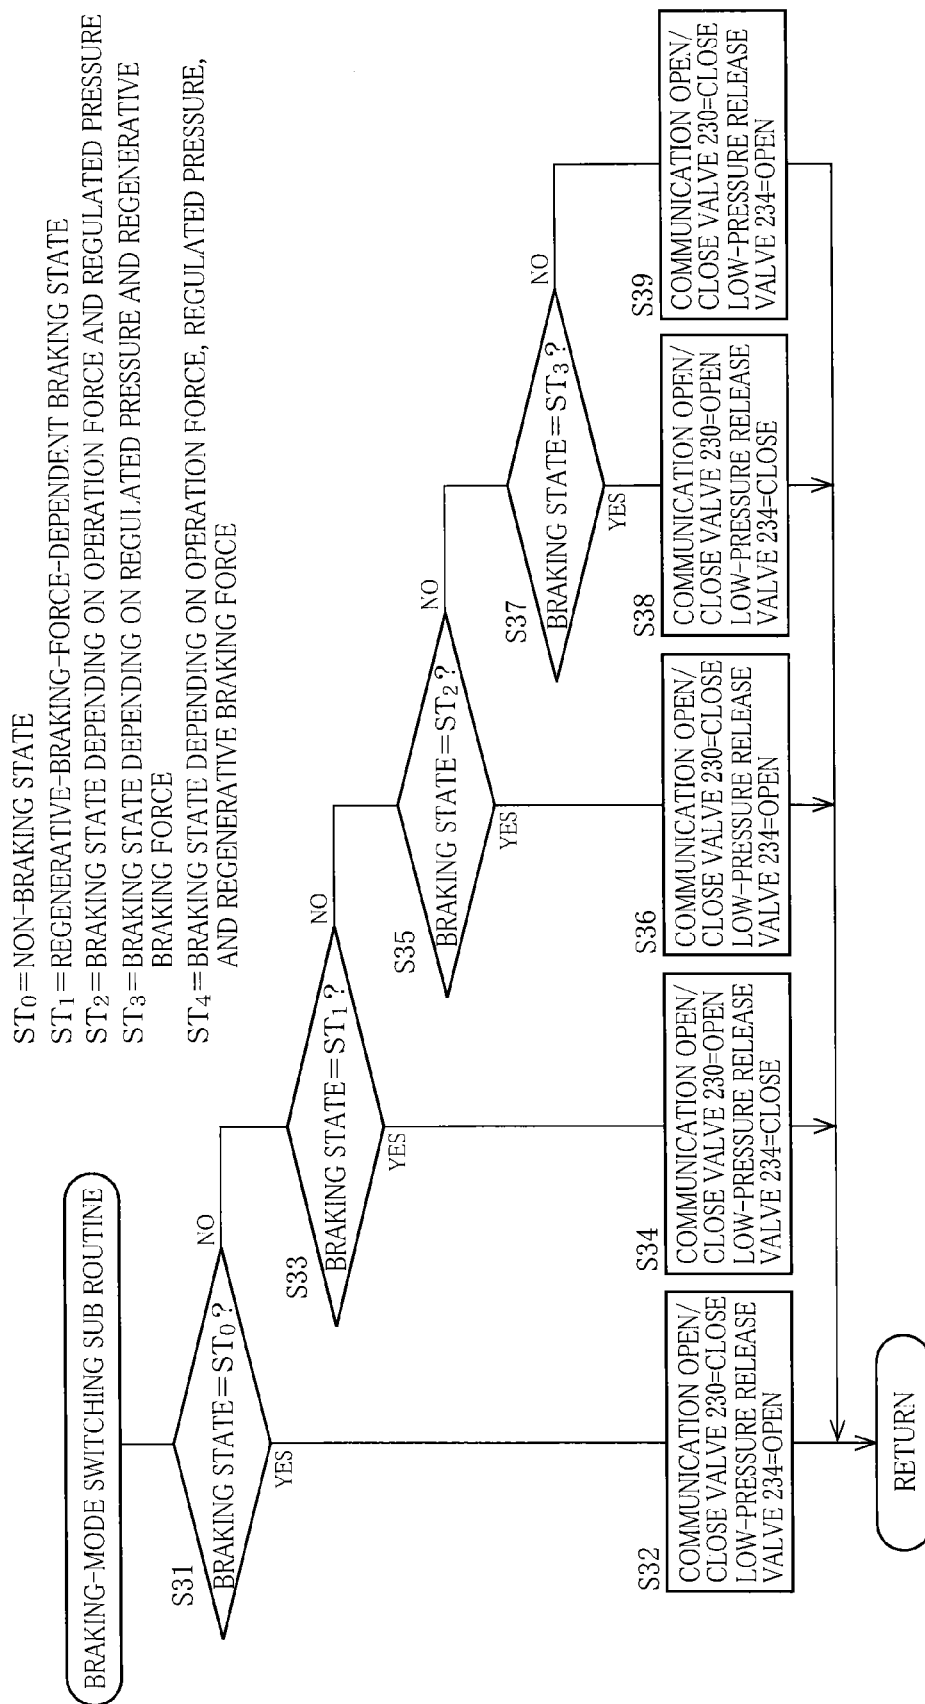 ST0=NON-BRAKING STATE
ST1=REGENERATIVE-BRAKING-FORCE-DEPENDENT BRAKING STATE
ST2=BRAKING STATE DEPENDING ON OPERATION FORCE AND REGULATED PRESSURE
ST3=BRAKING STATE DEPENDING ON REGULATED PRESSURE AND REGENERATIVE
BRAKING FORCE
ST4=BRAKING STATE DEPENDING ON OPERATION FORCE, REGULATED PRESSURE,
AND REGENERATIVE BRAKING FORCE
BRAKING-MODE SWITCHING SUB ROUTINE
S31
BRAKING STATE=ST0?
NO
YES
S33
BRAKING STATE=ST1?
NO
YES
S35
BRAKING STATE=ST2?
NO
YES
S37
BRAKING STATE=ST3?
NO
YES
S32
COMMUNICATION OPEN/
CLOSE VALVE 230=CLOSE
LOW-PRESSURE RELEASE
VALVE 234=OPEN
S34
COMMUNICATION OPEN/
CLOSE VALVE 230=OPEN
LOW-PRESSURE RELEASE
VALVE 234=CLOSE
S36
COMMUNICATION OPEN/
CLOSE VALVE 230=CLOSE
LOW-PRESSURE RELEASE
VALVE 234=OPEN
S38
COMMUNICATION OPEN/
CLOSE VALVE 230=OPEN
LOW-PRESSURE RELEASE
VALVE 234=CLOSE
S39
COMMUNICATION OPEN/
CLOSE VALVE 230=CLOSE
LOW-PRESSURE RELEASE
VALVE 234=OPEN
RETURN